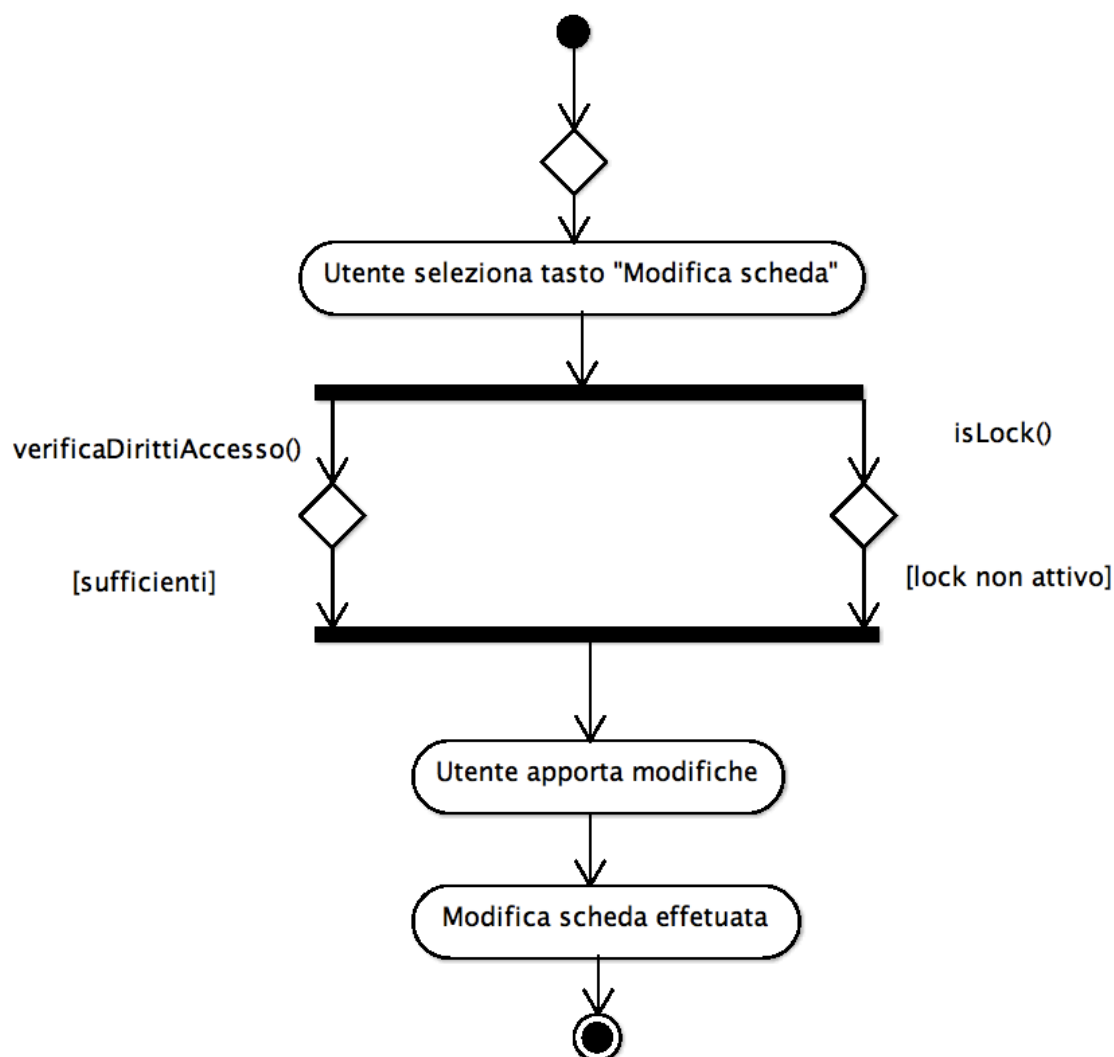 Utente seleziona tasto "Modifica scheda"
isLock()
verificaDirittiAccesso()
[sufficienti]
[lock non attivo]
Utente apporta modifiche
Modifica scheda effetuata